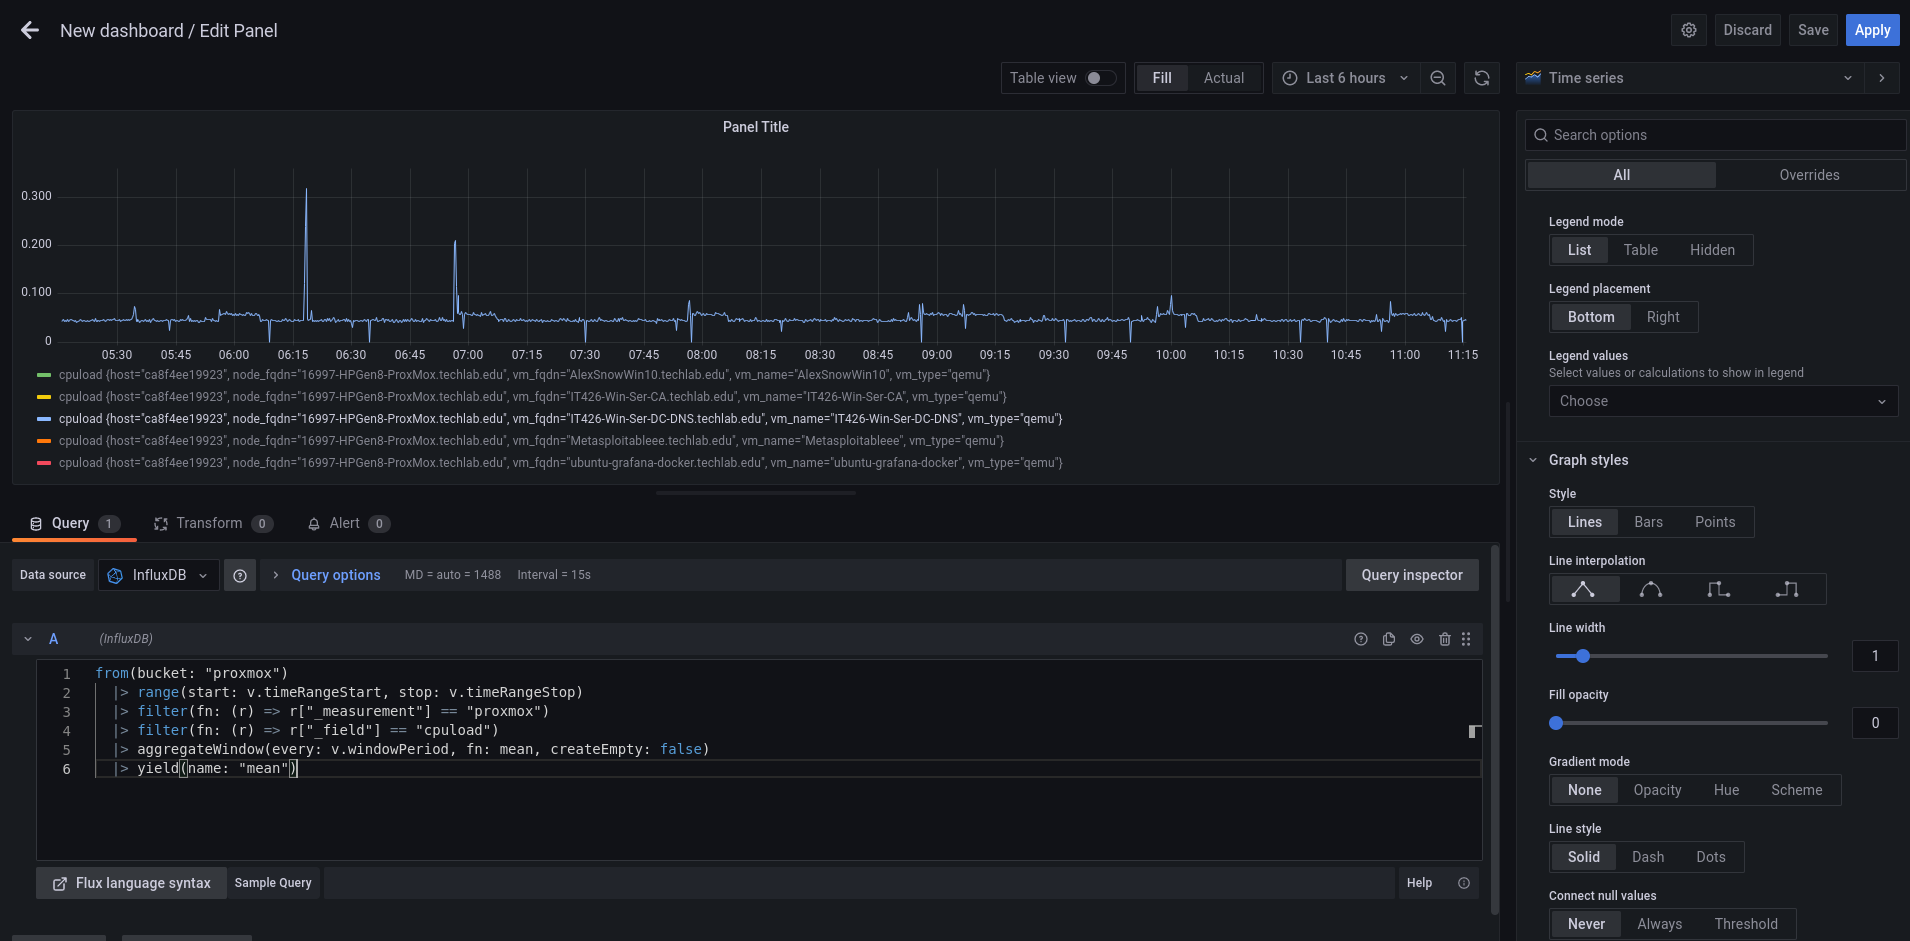 New dashboard / Edit Panel
Discard
Save
Apply
Table view
Fill
Actual
Last 6 hours
Time series
Panel Title
0.300
0.200
0.100
0
05:30 05:45 06:00 06:15 06:30 06:45 07:00 07:15 07:30 07:45 08:00 08:15 08:30 08:45 09:00 09:15 09:30 09:45 10:00 10:15 10:30 10:45 11:00 11:15
cpuload {host="ca8f4ee19923", node_fqdn="16997-HPGen8-ProxMox.techlab.edu", vm_fqdn="AlexSnowWin10.techlab.edu", vm_name="AlexSnowWin10", vm_type="qemu"}
cpuload {host="ca8f4ee19923", node_fqdn="16997-HPGen8-ProxMox.techlab.edu", vm_fqdn="IT426-Win-Ser-CA.techlab.edu", vm_name="IT426-Win-Ser-CA", vm_type="qemu"}
cpuload {host="ca8f4ee19923", node_fqdn="16997-HPGen8-ProxMox.techlab.edu", vm_fqdn="IT426-Win-Ser-DC-DNS.techlab.edu", vm_name="IT426-Win-Ser-DC-DNS", vm_type="qemu"}
cpuload {host="ca8f4ee19923", node_fqdn="16997-HPGen8-ProxMox.techlab.edu", vm_fqdn="Metasploitableee.techlab.edu", vm_name="Metasploitableee", vm_type="qemu"}
cpuload {host="ca8f4ee19923", node_fqdn="16997-HPGen8-ProxMox.techlab.edu", vm_fqdn="ubuntu-grafana-docker.techlab.edu", vm_name="ubuntu-grafana-docker", vm_type="qemu"}
Query 1
Transform 0
Alert 0
Data source
InfluxDB
Query options
MD = auto = 1488
Interval = 15s
Query inspector
A (InfluxDB)
1 from(bucket: "proxmox")
2 |> range(start: v.timeRangeStart, stop: v.timeRangeStop)
3 |> filter(fn: (r) => r["_measurement"] == "proxmox")
4 |> filter(fn: (r) => r["_field"] == "cpuload")
5 |> aggregateWindow(every: v.windowPeriod, fn: mean, createEmpty: false)
6 |> yield(name: "mean")
Flux language syntax
Sample Query
Help
Search options
All
Overrides
Legend mode
List Table Hidden
Legend placement
Bottom Right
Legend values
Select values or calculations to show in legend
Choose
Graph styles
Style
Lines Bars Points
Line interpolation
Line width
1
Fill opacity
0
Gradient mode
None Opacity Hue Scheme
Line style
Solid Dash Dots
Connect null values
Never Always Threshold